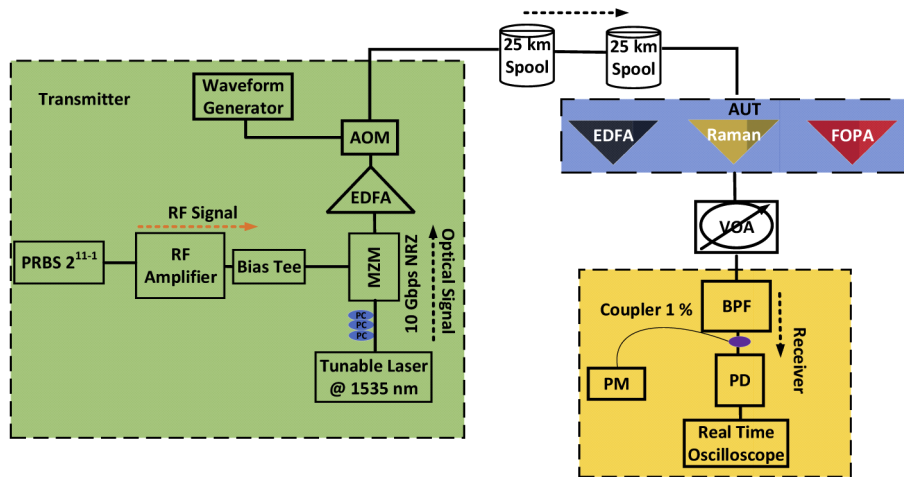 Transmitter
Waveform
Generator
AOM
EDFA
RF Signal
PRBS 2^11-1
RF
Amplifier
Bias Tee
MZM
10 Gbps NRZ
Optical Signal
PC
PC
PC
Tunable Laser
@ 1535 nm
25 km
Spool
25 km
Spool
AUT
EDFA
Raman
FOPA
VOA
BPF
Coupler 1 %
Receiver
PM
PD
Real Time
Oscilloscope